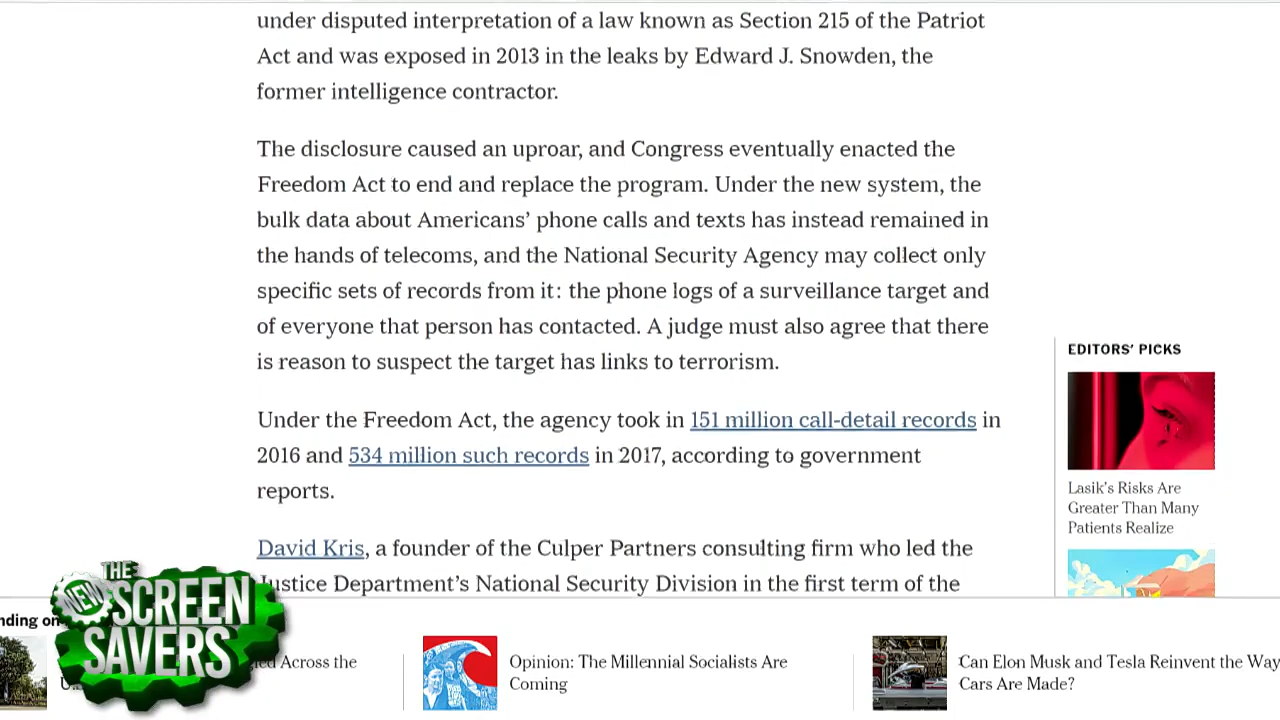 under disputed interpretation of a law known as Section 215 of the Patriot
Act and was exposed in 2013 in the leaks by Edward J. Snowden, the
former intelligence contractor.
The disclosure caused an uproar, and Congress eventually enacted the
Freedom Act to end and replace the program. Under the new system, the
bulk data about Americans’ phone calls and texts has instead remained in
the hands of telecoms, and the National Security Agency may collect only
specific sets of records from it: the phone logs of a surveillance target and
of everyone that person has contacted. A judge must also agree that there
is reason to suspect the target has links to terrorism.
Under the Freedom Act, the agency took in 151 million call-detail records in
2016 and 534 million such records in 2017, according to government
reports.
David Kris, a founder of the Culper Partners consulting firm who led the
Justice Department’s National Security Division in the first term of the
EDITORS’ PICKS
Lasik’s Risks Are
Greater Than Many
Patients Realize
nding on
Across the
Opinion: The Millennial Socialists Are
Coming
Can Elon Musk and Tesla Reinvent the Way
Cars Are Made?
THE
NEW
SCREEN
SAVERS